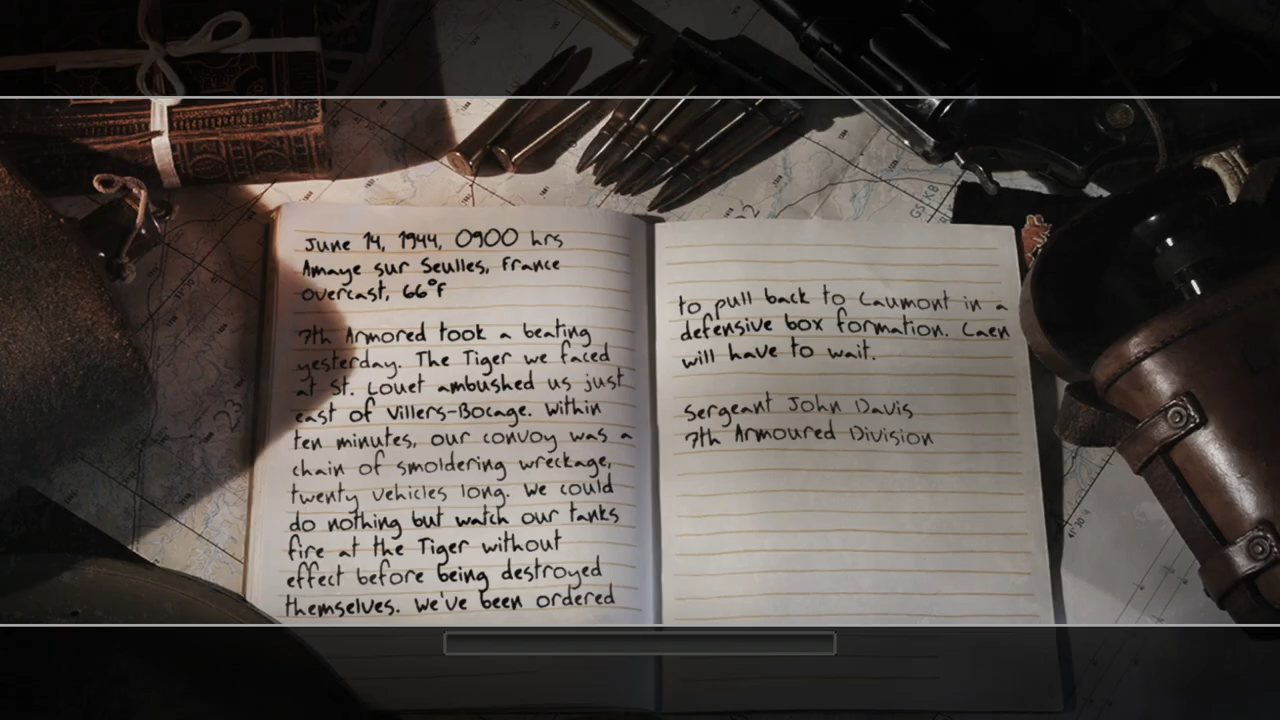 June 14, 1944, 0900 hrs
Amaye sur Seulles, France
Overcast, 66°F
7th Armored took a beating
yesterday. The Tiger we faced
at St. Louet ambushed us just
east of Villers-Bocage. Within
ten minutes, our convoy was a
chain of smoldering wreckage,
twenty vehicles long. We could
do nothing but watch our tanks
fire at the Tiger without
effect before being destroyed
themselves. We've been ordered
to pull back to Caumont in a
defensive box formation. Caen
will have to wait.
Sergeant John Davis
7th Armoured Division
GSKB
23